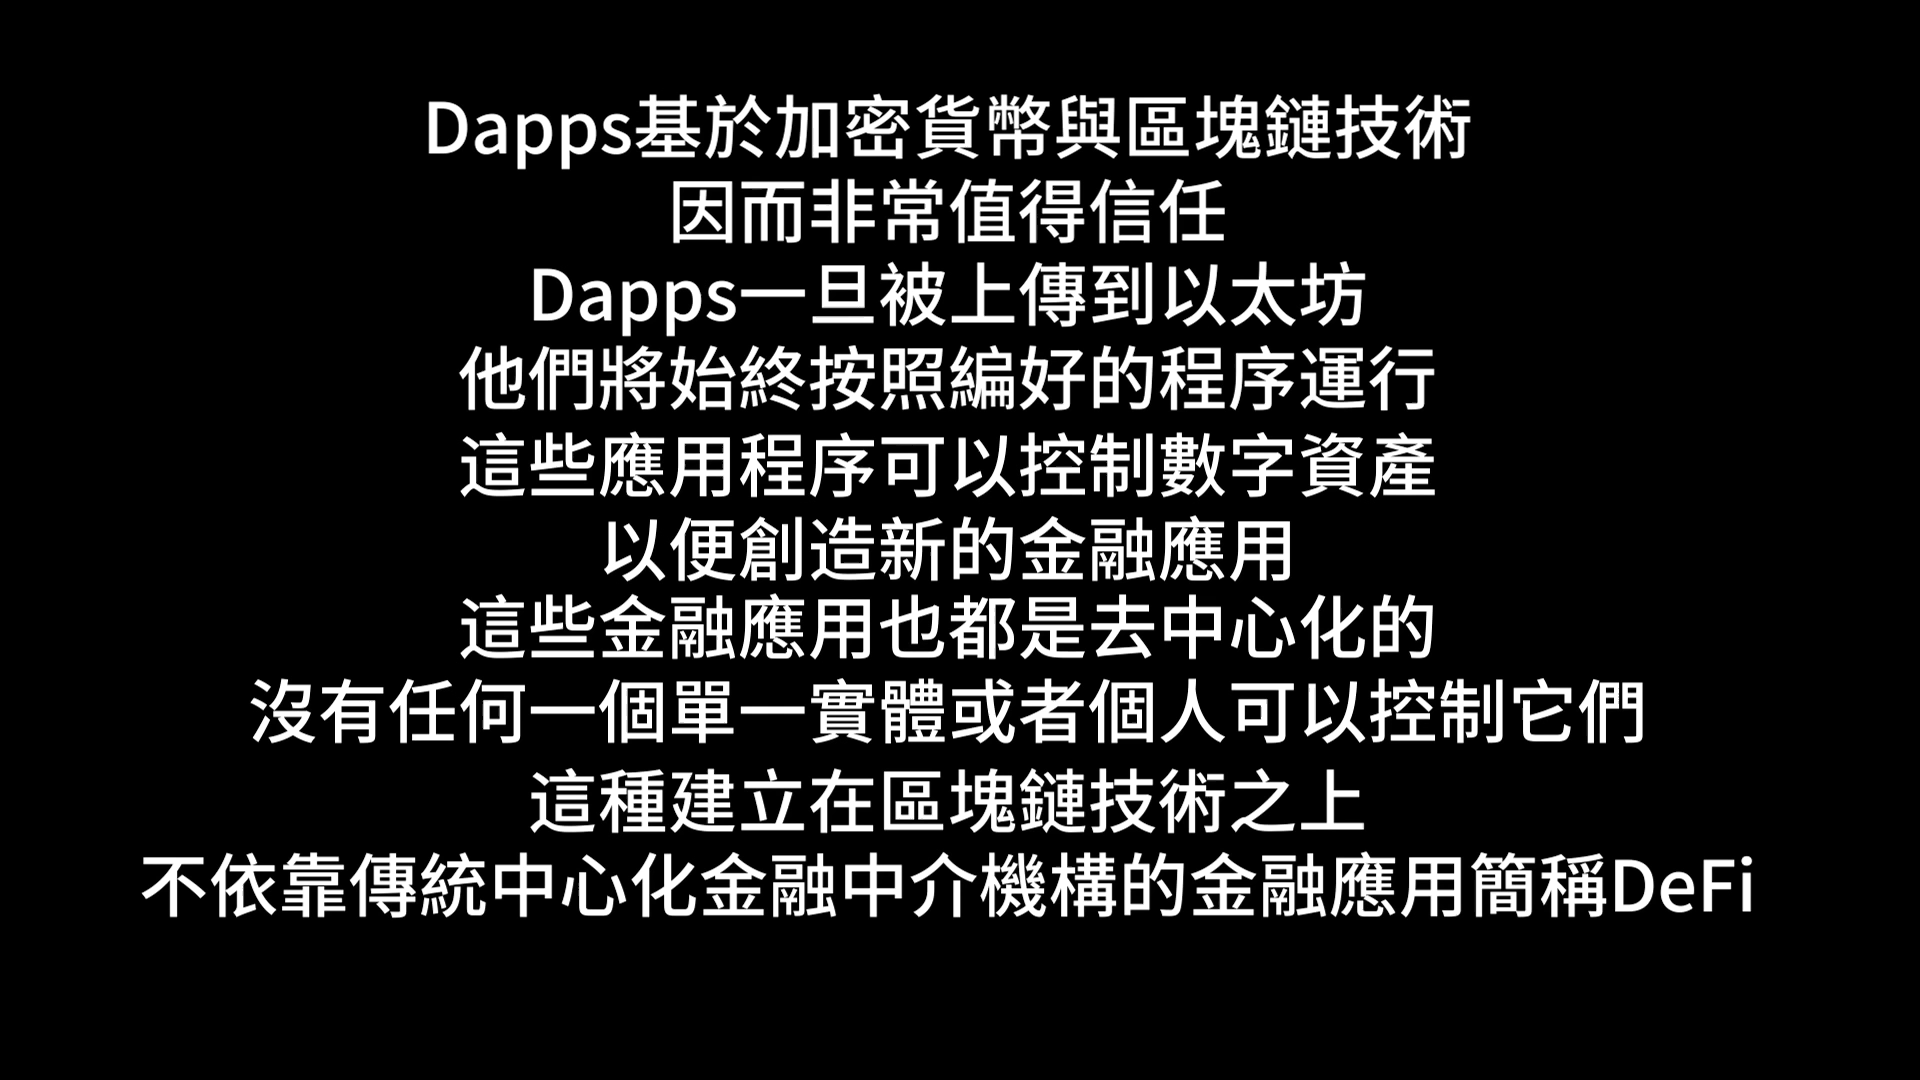 Dapps基於加密貨幣與區塊鏈技術
因而非常值得信任
Dapps一旦被上傳到以太坊
他們將始終按照編好的程序運行
這些應用程序可以控制數字資產
以便創造新的金融應用
這些金融應用也都是去中心化的
沒有任何一個單一實體或者個人可以控制它們
這種建立在區塊鏈技術之上
不依靠傳統中心化金融中介機構的金融應用簡稱DeFi